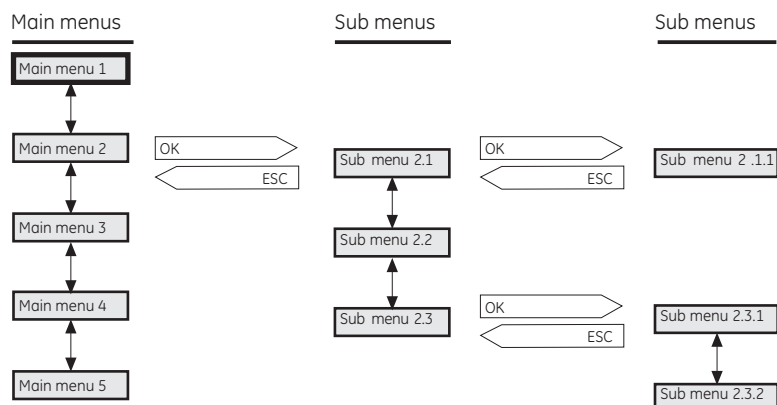 Main menus
Sub menus
Sub menus
Main menu 1
Main menu 2
OK
ESC
Sub menu 2.1
OK
ESC
Sub menu 2 .1.1
Main menu 3
Sub menu 2.2
Main menu 4
Sub menu 2.3
OK
ESC
Sub menu 2.3.1
Main menu 5
Sub menu 2.3.2